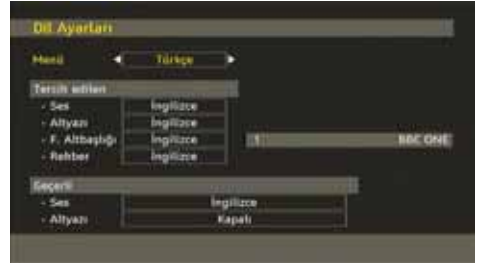 Dil Ayarları
Menü Türkçe
Tercih edilen
- Ses İngilizce
- Altyazı İngilizce
- F. Altbaşlığı İngilizce
- Rehber İngilizce
1 BBC ONE
Geçerli
- Ses İngilizce
- Altyazı Kapalı